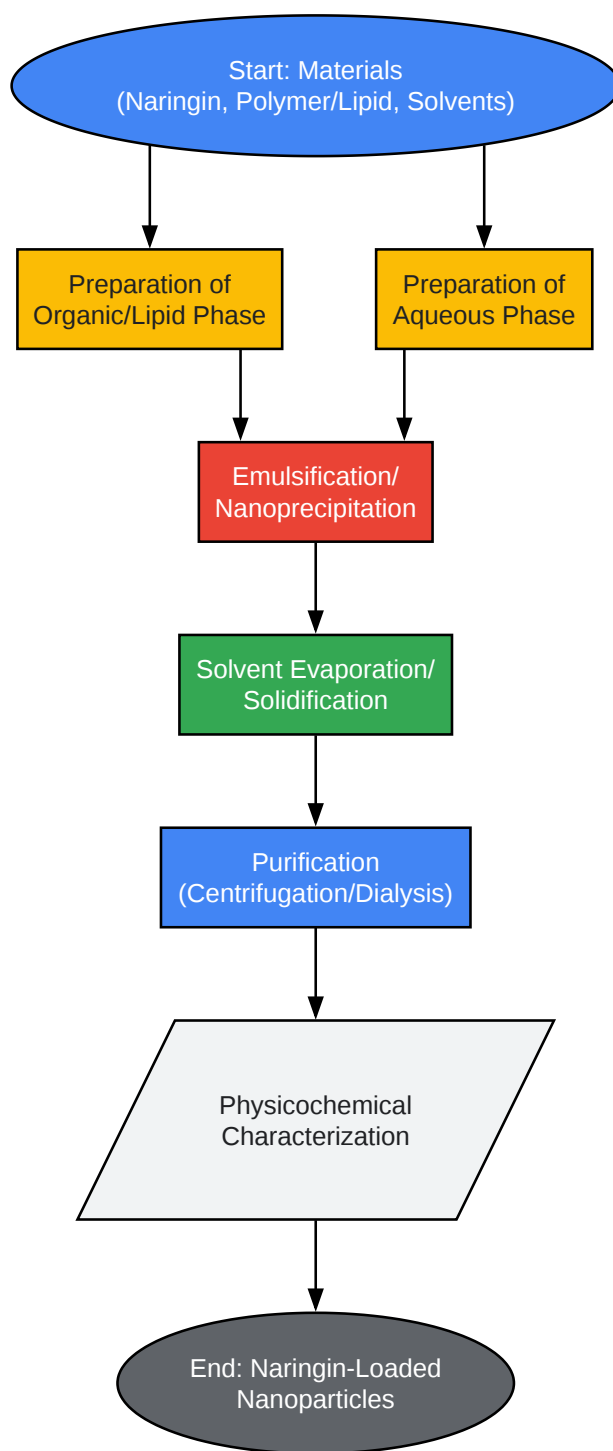 Start: Materials
(Naringin, Polymer/Lipid, Solvents)
Preparation of
Organic/Lipid Phase
Preparation of
Aqueous Phase
Emulsification/
Nanoprecipitation
Solvent Evaporation/
Solidification
Purification
(Centrifugation/Dialysis)
Physicochemical
Characterization
End: Naringin-Loaded
Nanoparticles